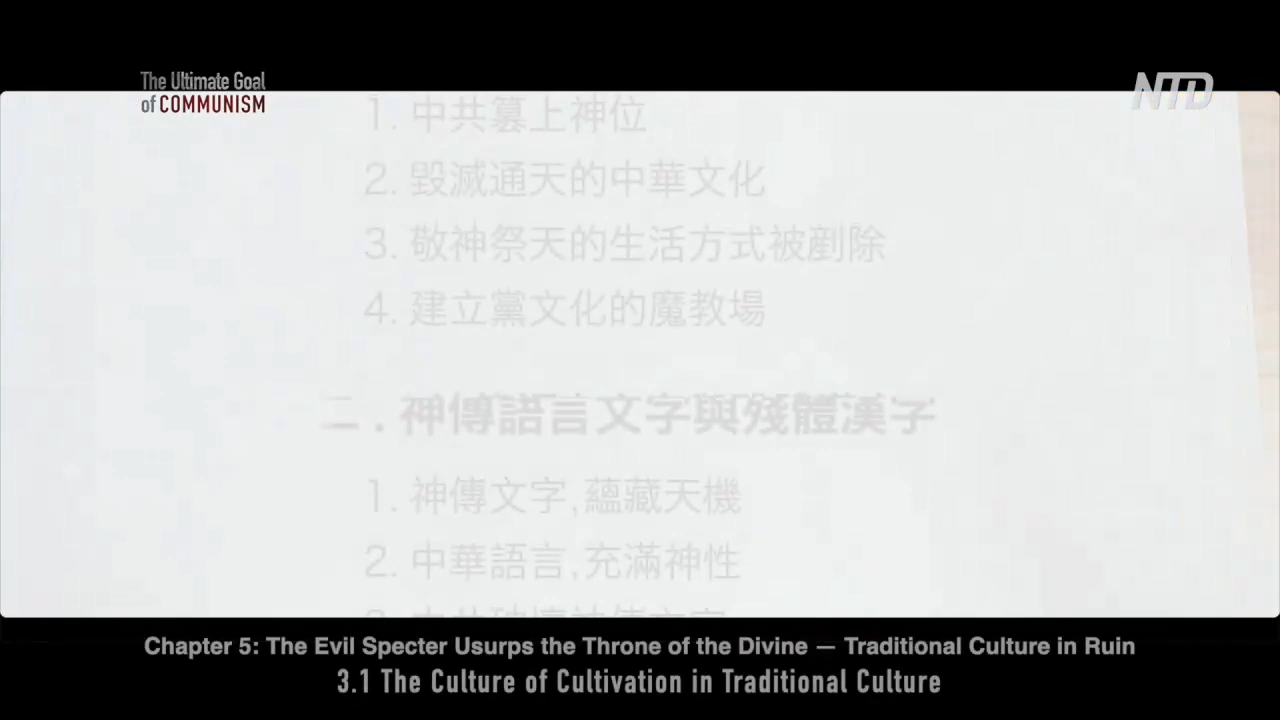 The Ultimate Goal
of COMMUNISM
NTD
1. 中共篡上神位
2. 毀滅通天的中華文化
3. 敬神祭天的生活方式被剷除
4. 建立黨文化的魔教場
二 . 神傳語言文字與殘體漢字
1. 神傳文字,蘊藏天機
2. 中華語言,充滿神性
Chapter 5: The Evil Specter Usurps the Throne of the Divine — Traditional Culture in Ruin
3.1 The Culture of Cultivation in Traditional Culture